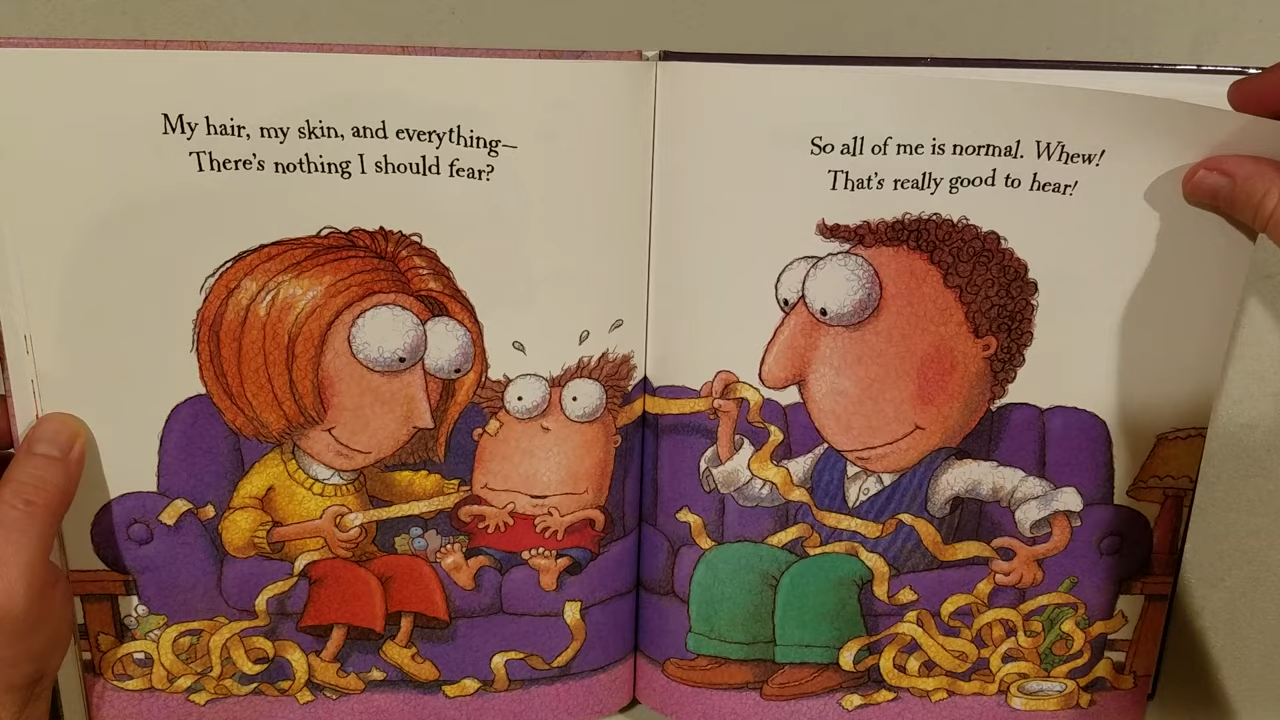 My hair, my skin, and everything—
There's nothing I should fear?
So all of me is normal. Whew!
That's really good to hear!